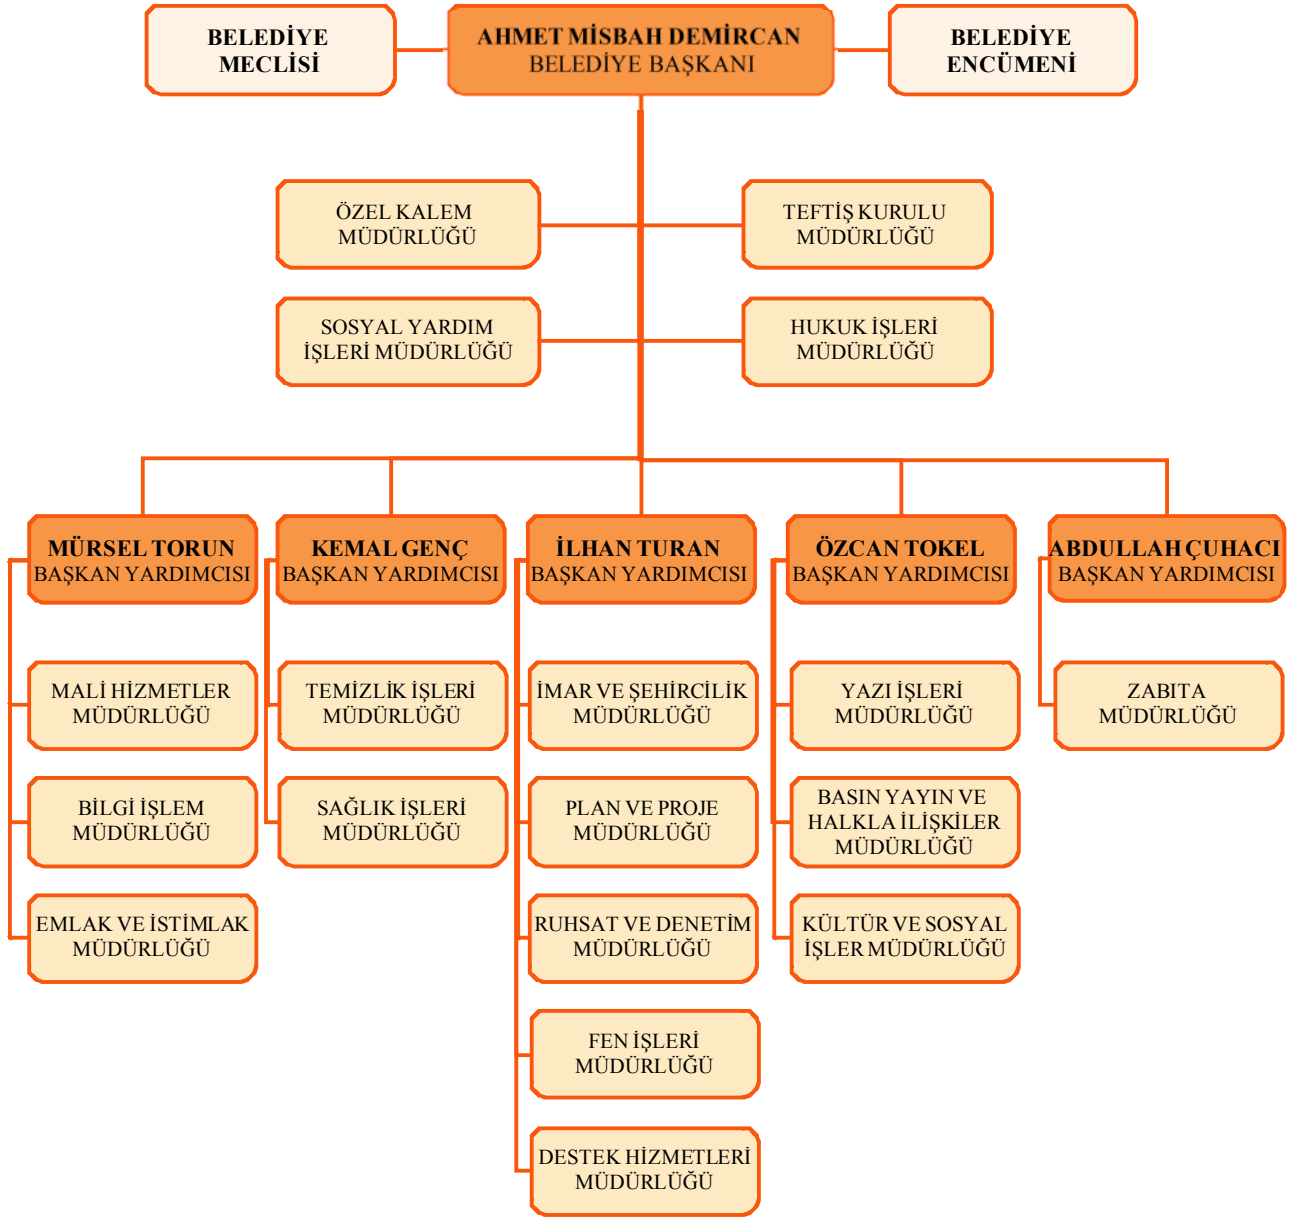 BELEDİYE
MECLİSİ
AHMET MİSBAH DEMİRCAN
BELEDİYE BAŞKANI
BELEDİYE
ENCÜMENİ
ÖZEL KALEM
MÜDÜRLÜĞÜ
TEFTİŞ KURULU
MÜDÜRLÜĞÜ
SOSYAL YARDIM
İŞLERİ MÜDÜRLÜĞÜ
HUKUK İŞLERİ
MÜDÜRLÜĞÜ
MÜRSEL TORUN
BAŞKAN YARDIMCISI
MALİ HİZMETLER
MÜDÜRLÜĞÜ
BİLGİ İŞLEM
MÜDÜRLÜĞÜ
EMLAK VE İSTİMLAK
MÜDÜRLÜĞÜ
KEMAL GENÇ
BAŞKAN YARDIMCISI
TEMİZLİK İŞLERİ
MÜDÜRLÜĞÜ
SAĞLIK İŞLERİ
MÜDÜRLÜĞÜ
İLHAN TURAN
BAŞKAN YARDIMCISI
İMAR VE ŞEHİRCİLİK
MÜDÜRLÜĞÜ
PLAN VE PROJE
MÜDÜRLÜĞÜ
RUHSAT VE DENETİM
MÜDÜRLÜĞÜ
FEN İŞLERİ
MÜDÜRLÜĞÜ
DESTEK HİZMETLERİ
MÜDÜRLÜĞÜ
ÖZCAN TOKEL
BAŞKAN YARDIMCISI
YAZI İŞLERİ
MÜDÜRLÜĞÜ
BASIN YAYIN VE
HALKLA İLİŞKİLER
MÜDÜRLÜĞÜ
KÜLTÜR VE SOSYAL
İŞLER MÜDÜRLÜĞÜ
ABDULLAH ÇUHACI
BAŞKAN YARDIMCISI
ZABITA
MÜDÜRLÜĞÜ